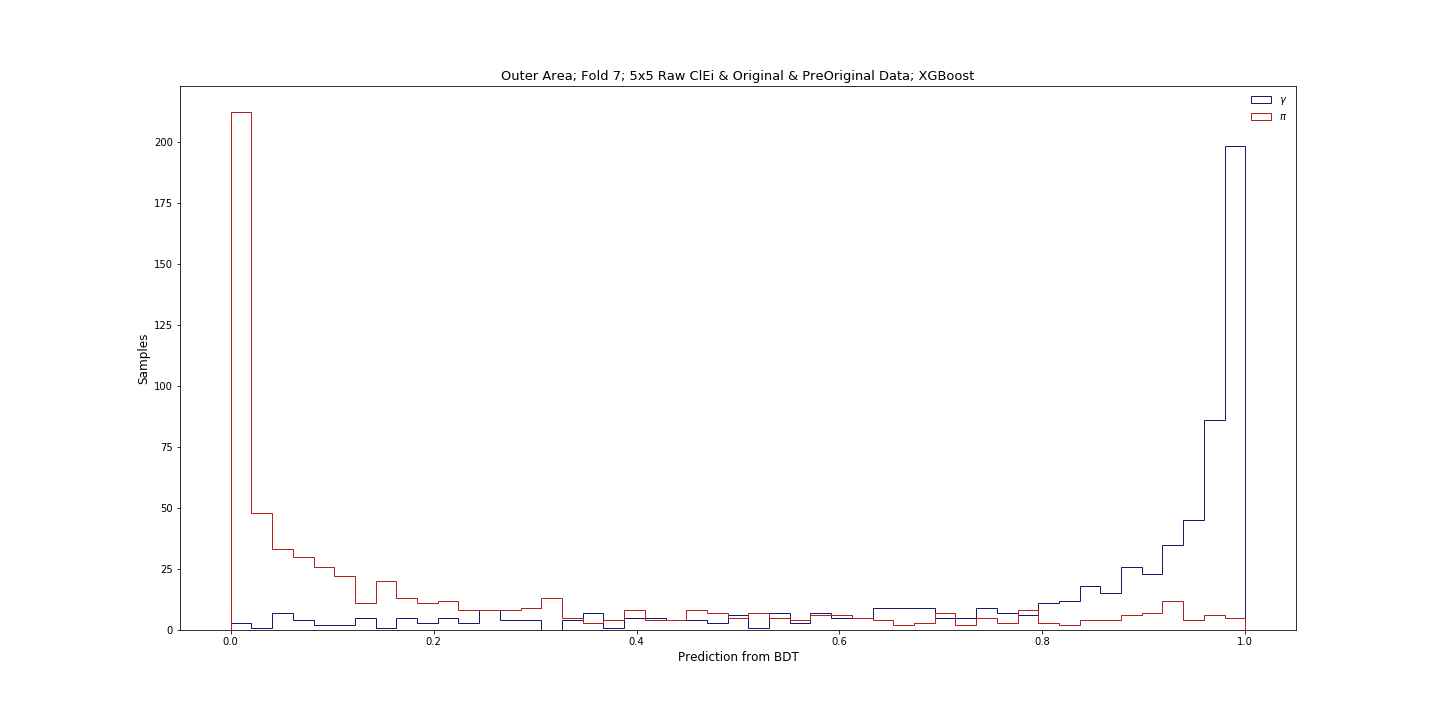 Outer Area; Fold 7; 5x5 Raw ClEi & Original & PreOriginal Data; XGBoost
γ
π
200
175
150
125
100
75
50
25
0
Samples
0.0 0.2 0.4 0.6 0.8 1.0
Prediction from BDT